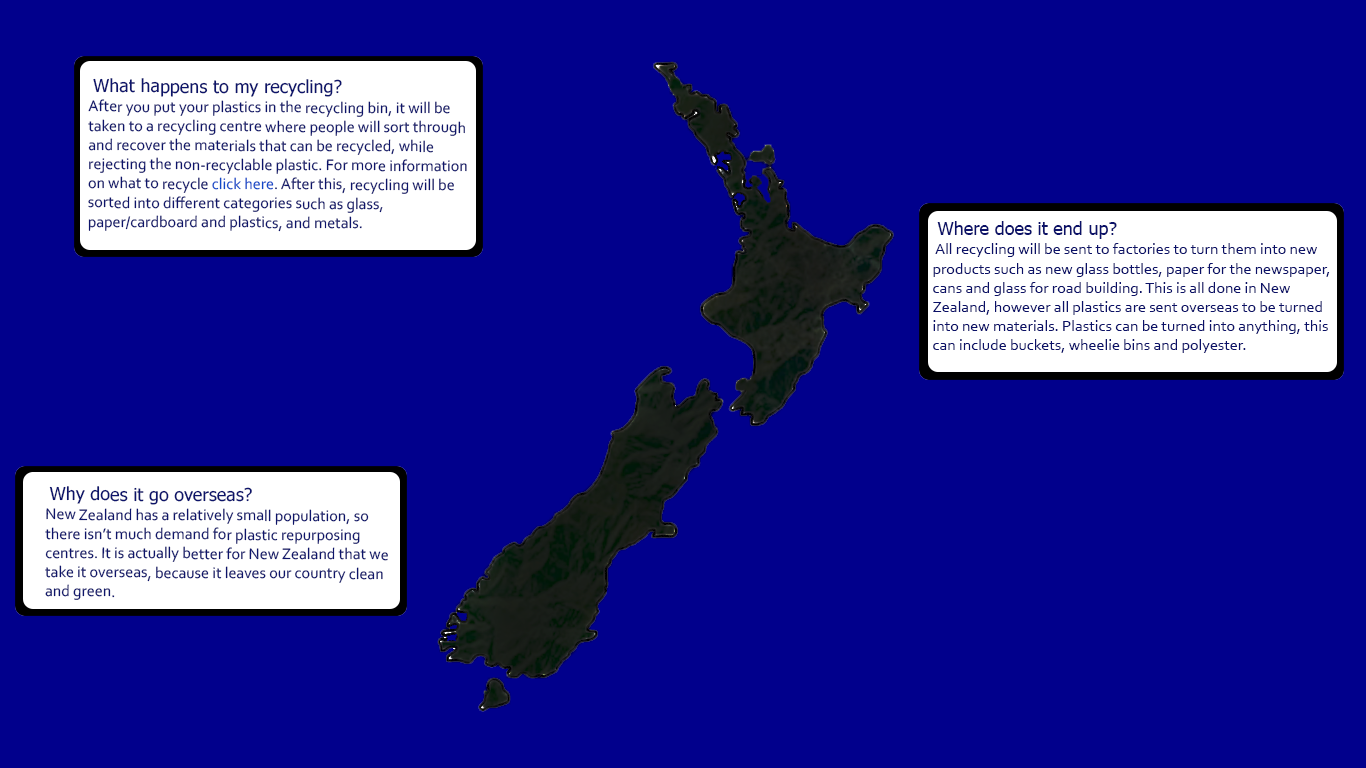 What happens to my recycling?
After you put your plastics in the recycling bin, it will be
taken to a recycling centre where people will sort through
and recover the materials that can be recycled, while
rejecting the non-recyclable plastic. For more information
on what to recycle click here. After this, recycling will be
sorted into different categories such as glass,
paper/cardboard and plastics, and metals.
Where does it end up?
All recycling will be sent to factories to turn them into new
products such as new glass bottles, paper for the newspaper,
cans and glass for road building. This is all done in New
Zealand, however all plastics are sent overseas to be turned
into new materials. Plastics can be turned into anything, this
can include buckets, wheelie bins and polyester.
Why does it go overseas?
New Zealand has a relatively small population, so
there isn't much demand for plastic repurposing
centres. It is actually better for New Zealand that we
take it overseas, because it leaves our country clean
and green.